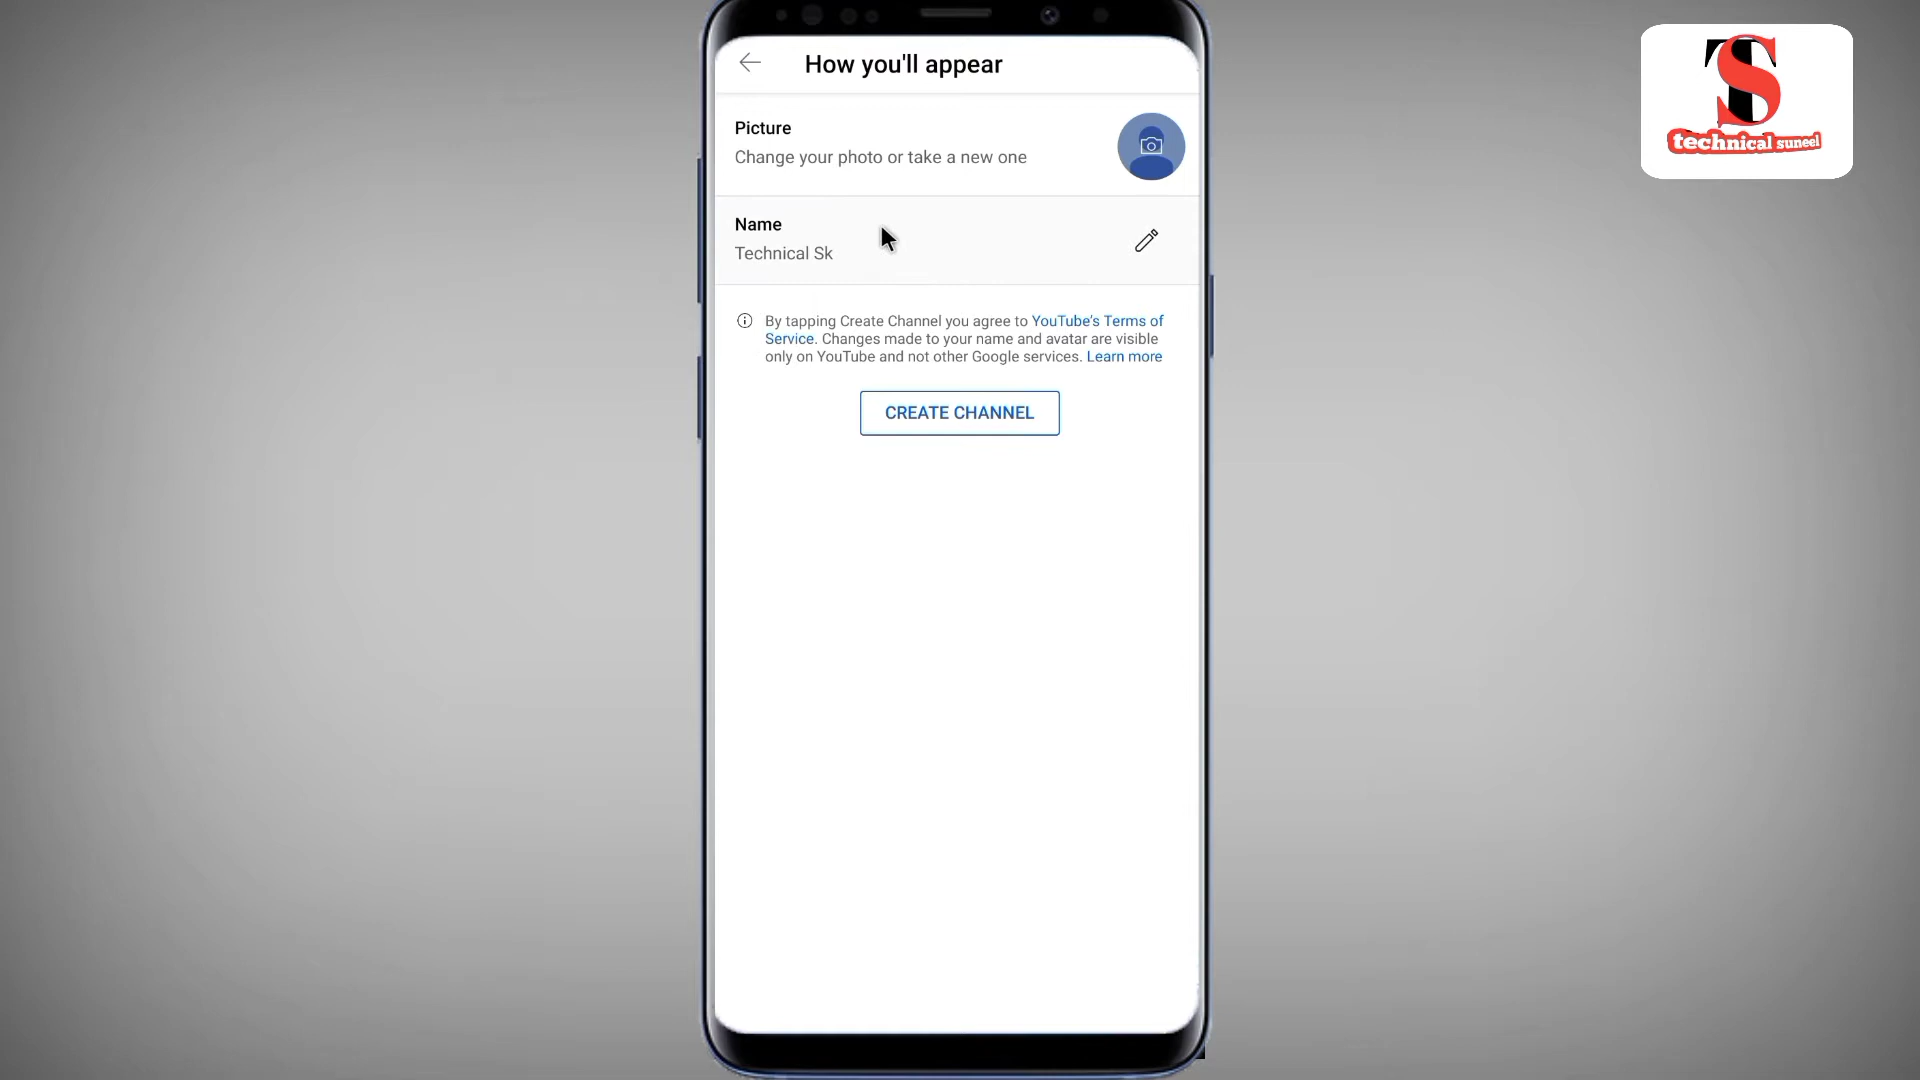 How you'll appear
Picture
Change your photo or take a new one
Name
Technical Sk
By tapping Create Channel you agree to YouTube's Terms of
Service. Changes made to your name and avatar are visible
only on YouTube and not other Google services. Learn more
CREATE CHANNEL
TS
technical suneel